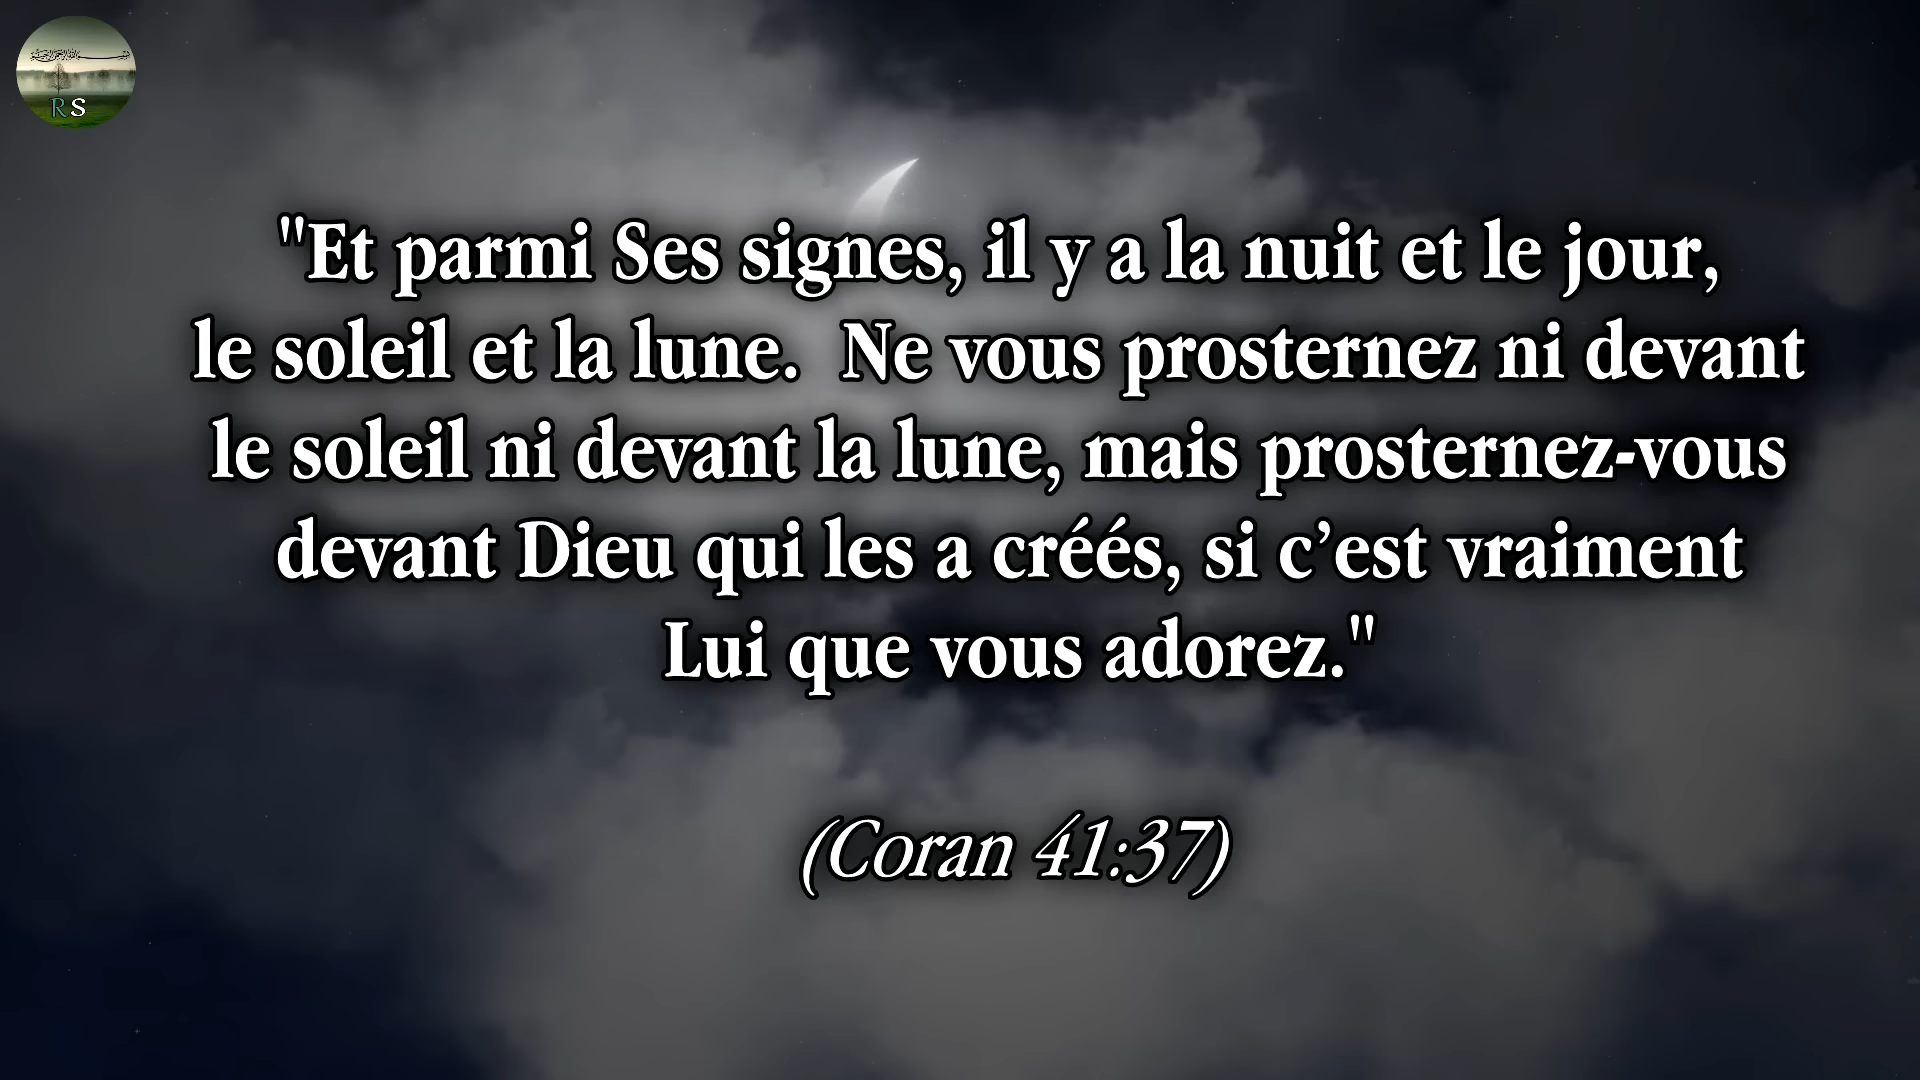 RS
"Et parmi Ses signes, il y a la nuit et le jour,
le soleil et la lune.  Ne vous prosternez ni devant
le soleil ni devant la lune, mais prosternez-vous
devant Dieu qui les a créés, si c’est vraiment
Lui que vous adorez."
(Coran 41:37)